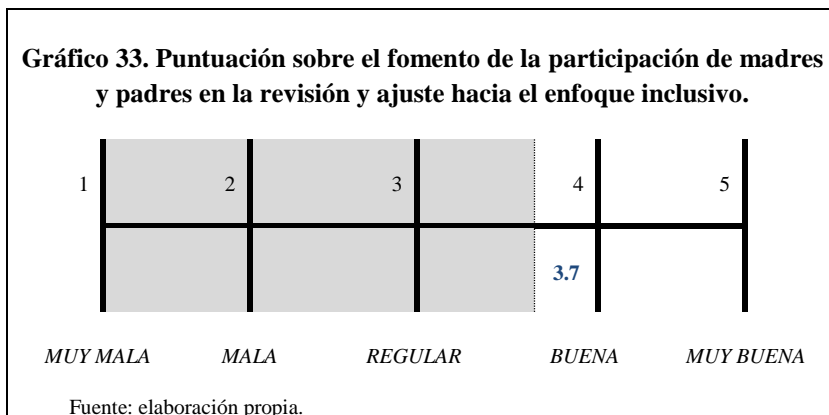 Gráfico 33. Puntuación sobre el fomento de la participación de madres
y padres en la revisión y ajuste hacia el enfoque inclusivo.
1 2 3 4 5
3.7
MUY MALA MALA REGULAR BUENA MUY BUENA
Fuente: elaboración propia.